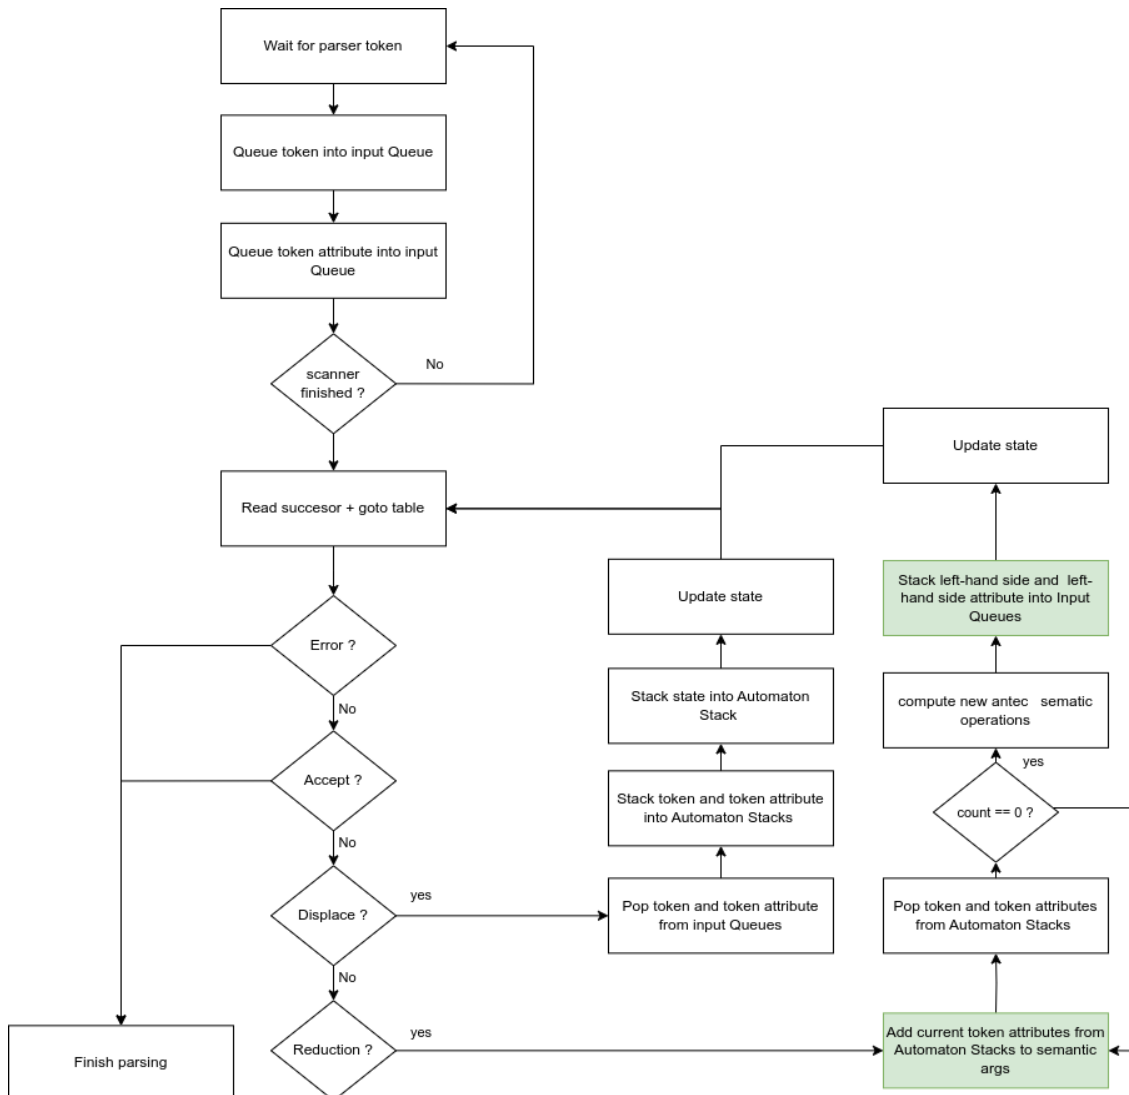 Wait for parser token
Queue token into input Queue
Queue token attribute into input
Queue
scanner
finished ?
No
Read succesor + goto table
Error ?
No
Accept ?
No
Displace ?
yes
No
Reduction ?
yes
Finish parsing
Update state
Stack state into Automaton
Stack
Stack token and token attribute
into Automaton Stacks
Pop token and token attribute
from input Queues
Update state
Stack left-hand side and left-
hand side attribute into Input
Queues
compute new antec sematic
operations
yes
count == 0 ?
Pop token and token attributes
from Automaton Stacks
Add current token attributes from
Automaton Stacks to semantic
args